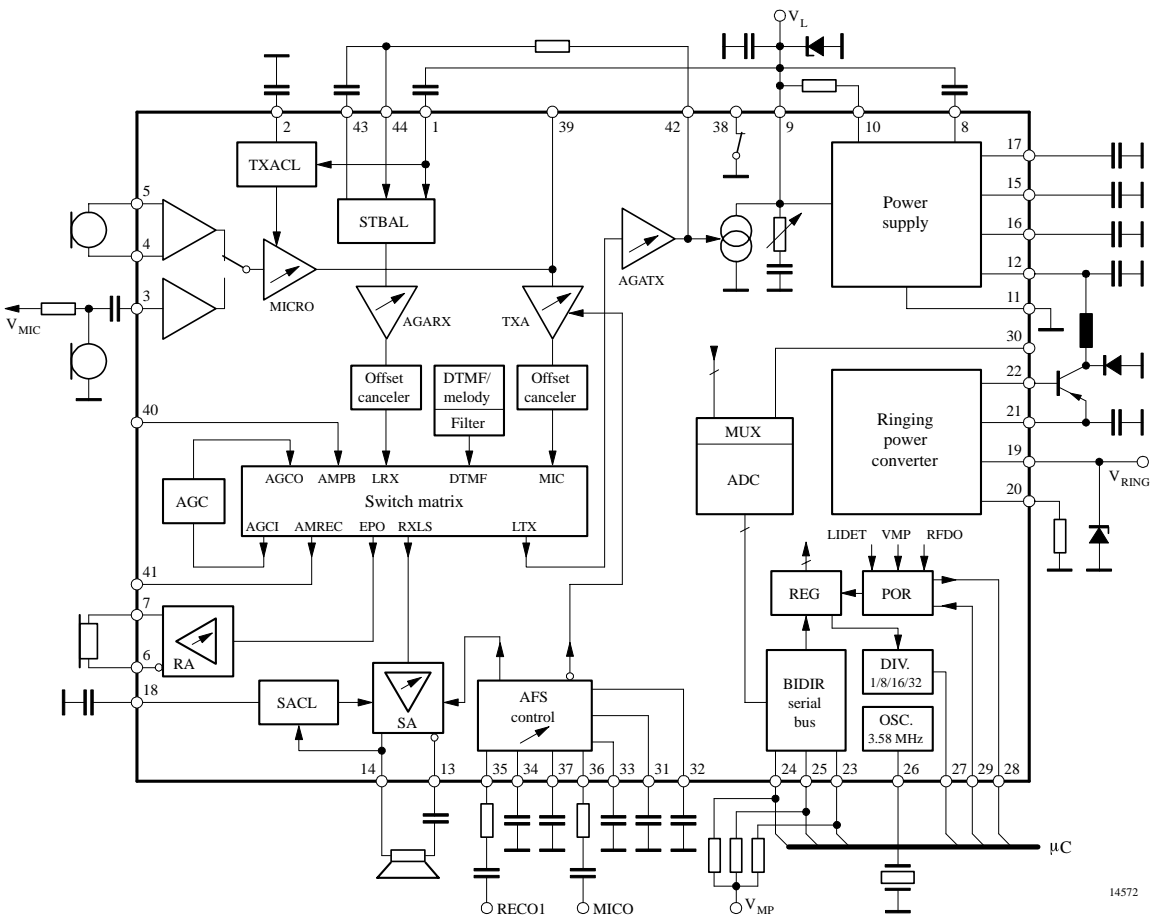 V_L
2
43
44
1
39
42
38
9
10
8
17
TXACL
5
15
STBAL
Power
supply
16
4
12
MICRO
AGATX
3
11
V_MIC
AGARX
TXA
30
22
Offset
canceler
DTMF/
melody
Filter
Offset
canceler
40
21
MUX
Ringing
power
converter
19
AGCO
AMPB
LRX
DTMF
MIC
V_RING
AGC
Switch matrix
ADC
20
AGCI
AMREC
EPO
RXLS
LTX
LIDET
VMP
RFDO
41
REG
POR
7
RA
6
DIV.
1/8/16/32
18
AFS
control
BIDIR
serial
bus
SACL
SA
OSC.
3.58 MHz
14
13
35
34
37
36
33
31
32
24
25
23
26
27
29
28
µC
RECO1
MICO
V_MP
14572